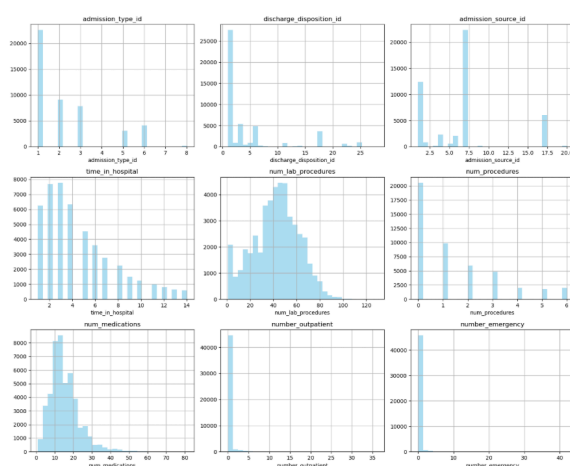 admission_type_id
20000
15000
10000
5000
0
1 2 3 4 5 6 7 8
admission_type_id
discharge_disposition_id
25000
20000
15000
10000
5000
0
0 5 10 15 20 25
discharge_disposition_id
admission_source_id
20000
15000
10000
5000
0
2.5 5.0 7.5 10.0 12.5 15.0 17.5 20.0
admission_source_id
time_in_hospital
8000
7000
6000
5000
4000
3000
2000
1000
0
2 4 6 8 10 12 14
time_in_hospital
num_lab_procedures
4000
3000
2000
1000
0
0 20 40 60 80 100 120
num_lab_procedures
num_procedures
20000
17500
15000
12500
10000
7500
5000
2500
0
0 1 2 3 4 5 6
num_procedures
num_medications
8000
7000
6000
5000
4000
3000
2000
1000
0
0 10 20 30 40 50 60 70 80
num_medications
number_outpatient
40000
30000
20000
10000
0
0 5 10 15 20 25 30 35
number_outpatient
number_emergency
40000
30000
20000
10000
0
0 10 20 30 40
number_emergency